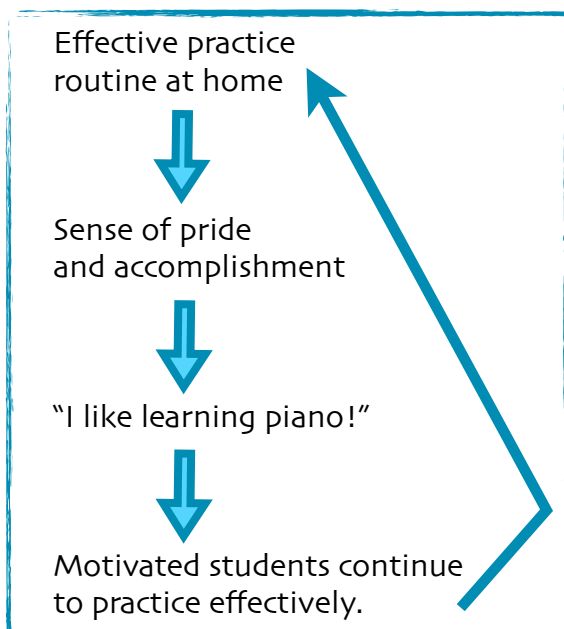 Effective practice
routine at home
Sense of pride
and accomplishment
“I like learning piano!”
Motivated students continue
to practice effectively.